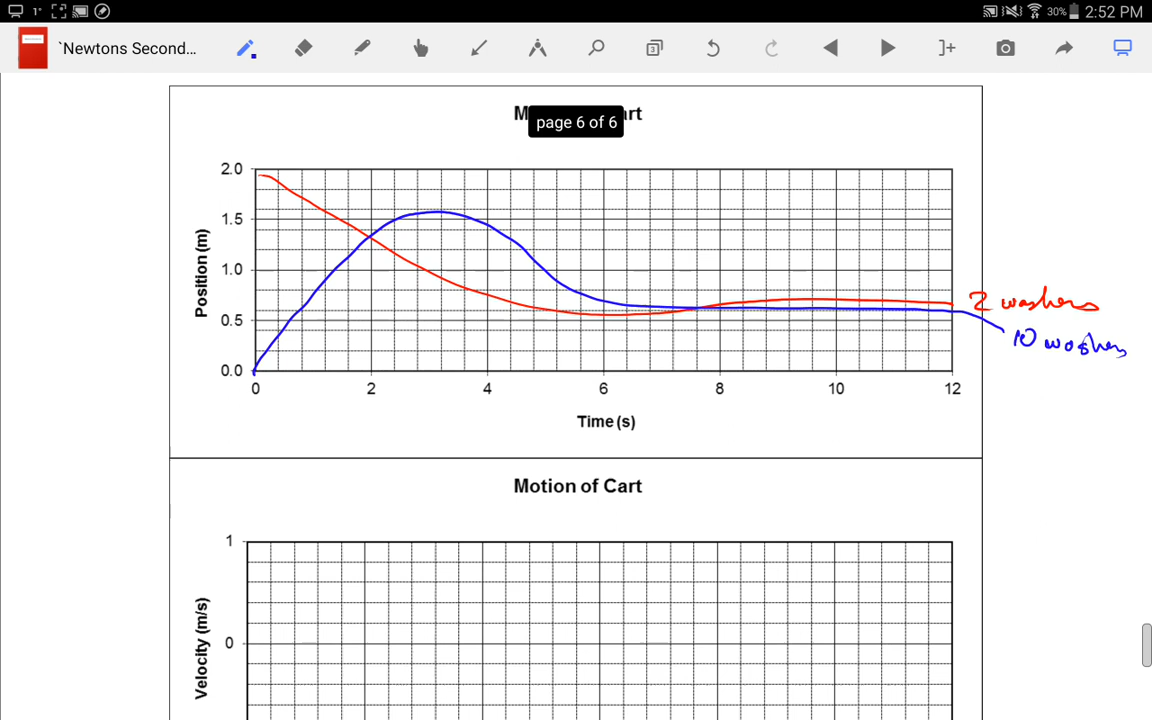 1°
30%
2:52 PM
`Newtons Second...
3
page 6 of 6
2.0
1.5
1.0
0.5
0.0
Position (m)
0 2 4 6 8 10 12
Time (s)
2 washers
10 washers
Motion of Cart
1
0
Velocity (m/s)